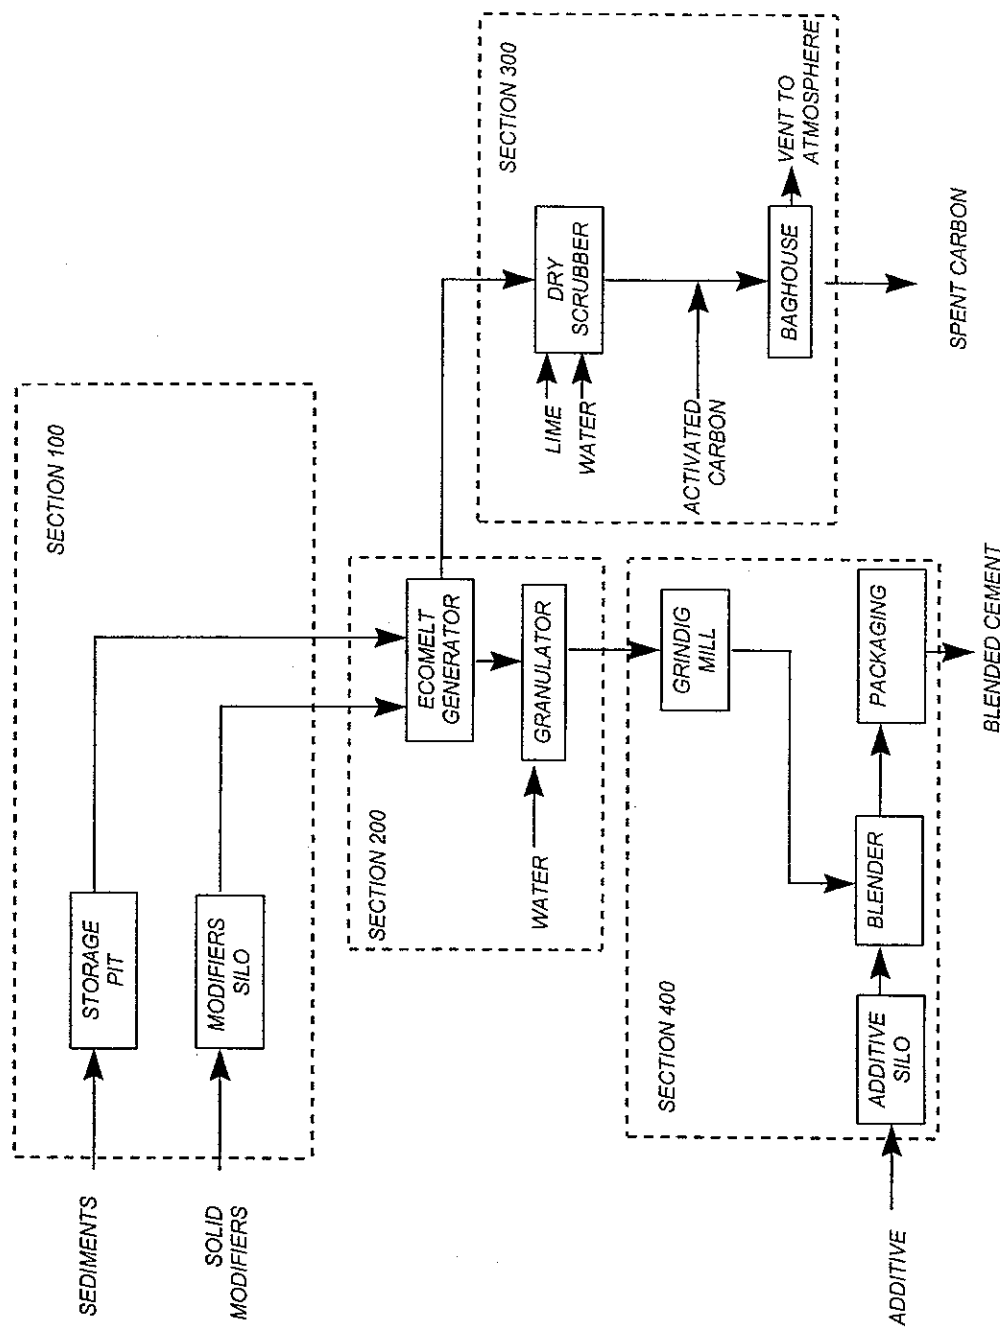 SECTION 100
SEDIMENTS
STORAGE
PIT
SOLID
MODIFIERS
MODIFIERS
SILO
SECTION 200
ECOMELT
GENERATOR
WATER
GRANULATOR
SECTION 300
LIME
WATER
DRY
SCRUBBER
ACTIVATED
CARBON
BAGHOUSE
VENT TO
ATMOSPHERE
SPENT CARBON
SECTION 400
GRINDIG
MILL
ADDITIVE
ADDITIVE
SILO
BLENDER
PACKAGING
BLENDED CEMENT